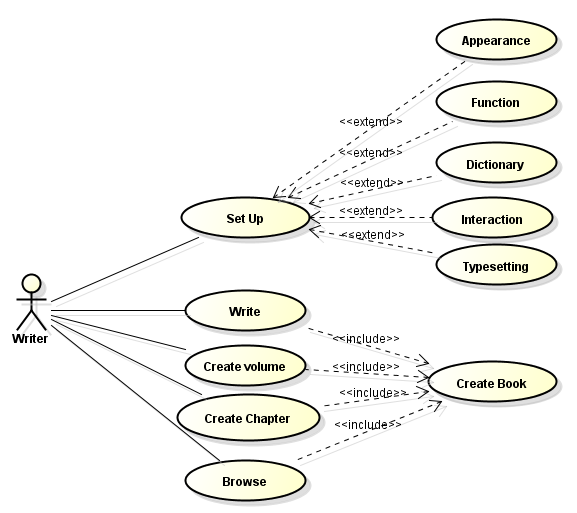 Appearance
Function
<<extend>>
<<extend>>
Dictionary
<<extend>>
Set Up
<<extend>>
Interaction
<<extend>>
Typesetting
Writer
Write
<<include>>
Create volume
<<include>>
Create Book
<<include>>
Create Chapter
<<include>>
Browse